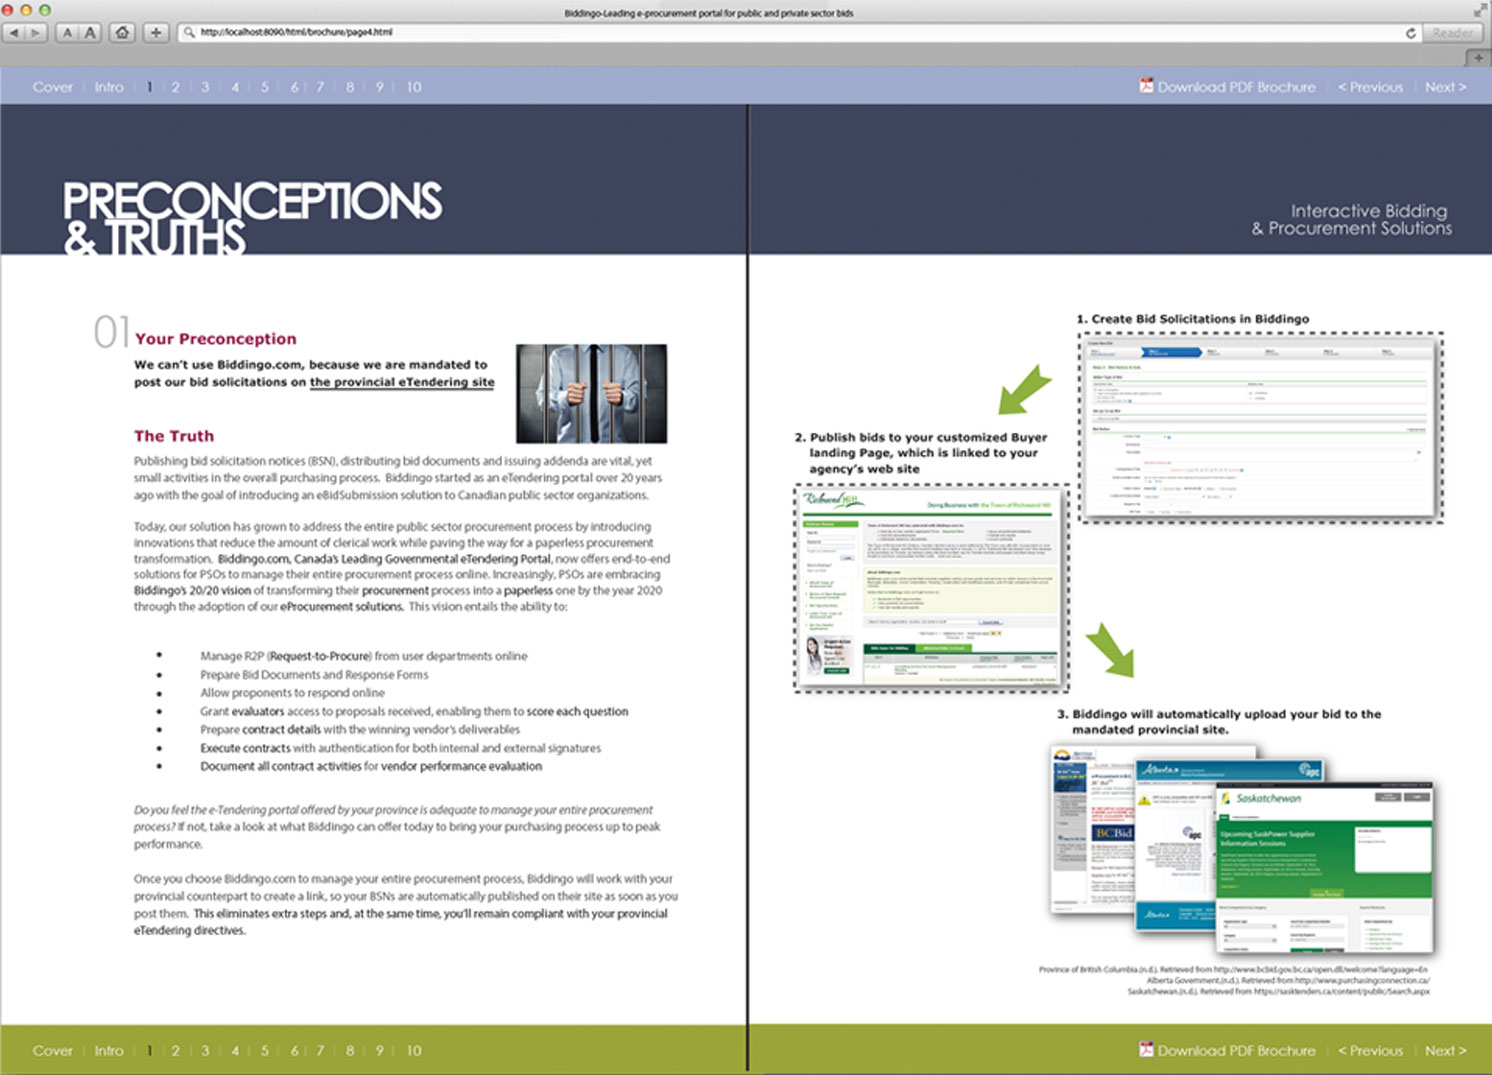 Biddingo-Leading e-procurement portal for public and private sector bids
A A
http://localhost:8090/html/brochure/page4.html
Reader
Cover Intro 1 2 3 4 5 6 7 8 9 10
Download PDF Brochure < Previous Next >
PRECONCEPTIONS
& TRUTHS
Interactive Bidding
& Procurement Solutions
01 Your Preconception
We can't use Biddingo.com, because we are mandated to
post our bid solicitations on the provincial eTendering site
The Truth
Publishing bid solicitation notices (BSN), distributing bid documents and issuing addenda are vital, yet
small activities in the overall purchasing process. Biddingo started as an eTendering portal over 20 years
ago with the goal of introducing an eBidSubmission solution to Canadian public sector organizations.
Today, our solution has grown to address the entire public sector procurement process by introducing
innovations that reduce the amount of clerical work while paving the way for a paperless procurement
transformation. Biddingo.com, Canada's Leading Governmental eTendering Portal, now offers end-to-end
solutions for PSOs to manage their entire procurement process online. Increasingly, PSOs are embracing
Biddingo's 20/20 vision of transforming their procurement process into a paperless one by the year 2020
through the adoption of our eProcurement solutions. This vision entails the ability to:
• Manage R2P (Request-to-Procure) from user departments online
• Prepare Bid Documents and Response Forms
• Allow proponents to respond online
• Grant evaluators access to proposals received, enabling them to score each question
• Prepare contract details with the winning vendor's deliverables
• Execute contracts with authentication for both internal and external signatures
• Document all contract activities for vendor performance evaluation
Do you feel the e-Tendering portal offered by your province is adequate to manage your entire procurement
process? If not, take a look at what Biddingo can offer today to bring your purchasing process up to peak
performance.
Once you choose Biddingo.com to manage your entire procurement process, Biddingo will work with your
provincial counterpart to create a link, so your BSNs are automatically published on their site as soon as you
post them. This eliminates extra steps and, at the same time, you'll remain compliant with your provincial
eTendering directives.
1. Create Bid Solicitations in Biddingo
2. Publish bids to your customized Buyer
landing Page, which is linked to your
agency's web site
Richmond Hill
Doing Business with the Town of Richmond Hill
3. Biddingo will automatically upload your bid to the
mandated provincial site.
BC Bid
BCBid
Alberta Government
apc
apc
Alberta
Saskatchewan
Upcoming SaskPower Supplier
Information Sessions
Province of British Columbia.(n.d.). Retrieved from http://www.bcbid.gov.bc.ca/open.dll/welcome?language=En
Alberta Government.(n.d.). Retrieved from http://www.purchasingconnection.ca/
Saskatchewan.(n.d.). Retrieved from https://sasktenders.ca/content/public/Search.aspx
Cover Intro 1 2 3 4 5 6 7 8 9 10
Download PDF Brochure < Previous Next >